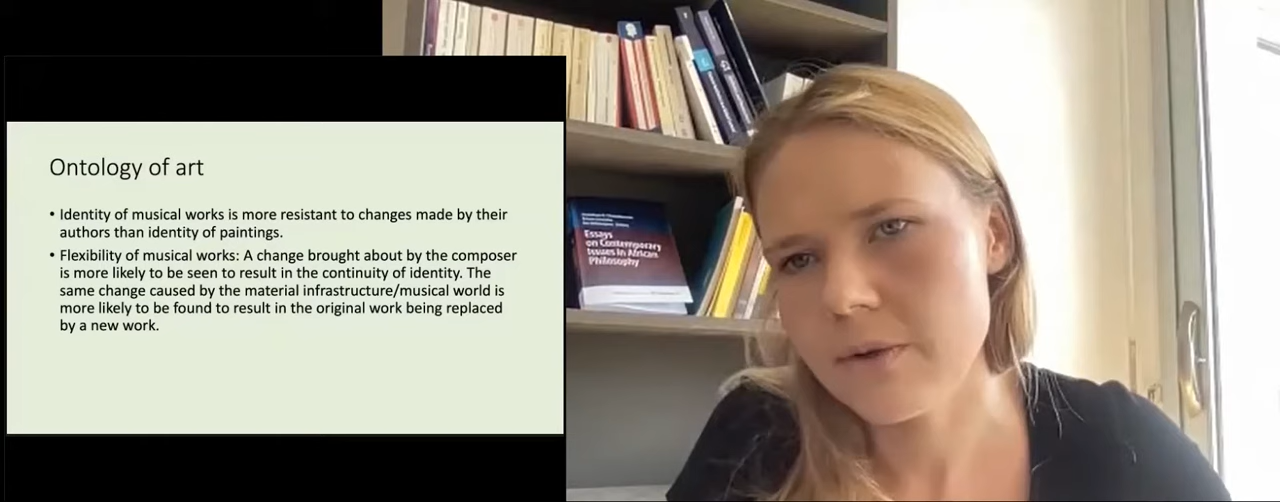 Ontology of art
• Identity of musical works is more resistant to changes made by their
authors than identity of paintings.
• Flexibility of musical works: A change brought about by the composer
is more likely to be seen to result in the continuity of identity. The
same change caused by the material infrastructure/musical world is
more likely to be found to result in the original work being replaced
by a new work.
Essays
on Contemporary
Issues in African
Philosophy